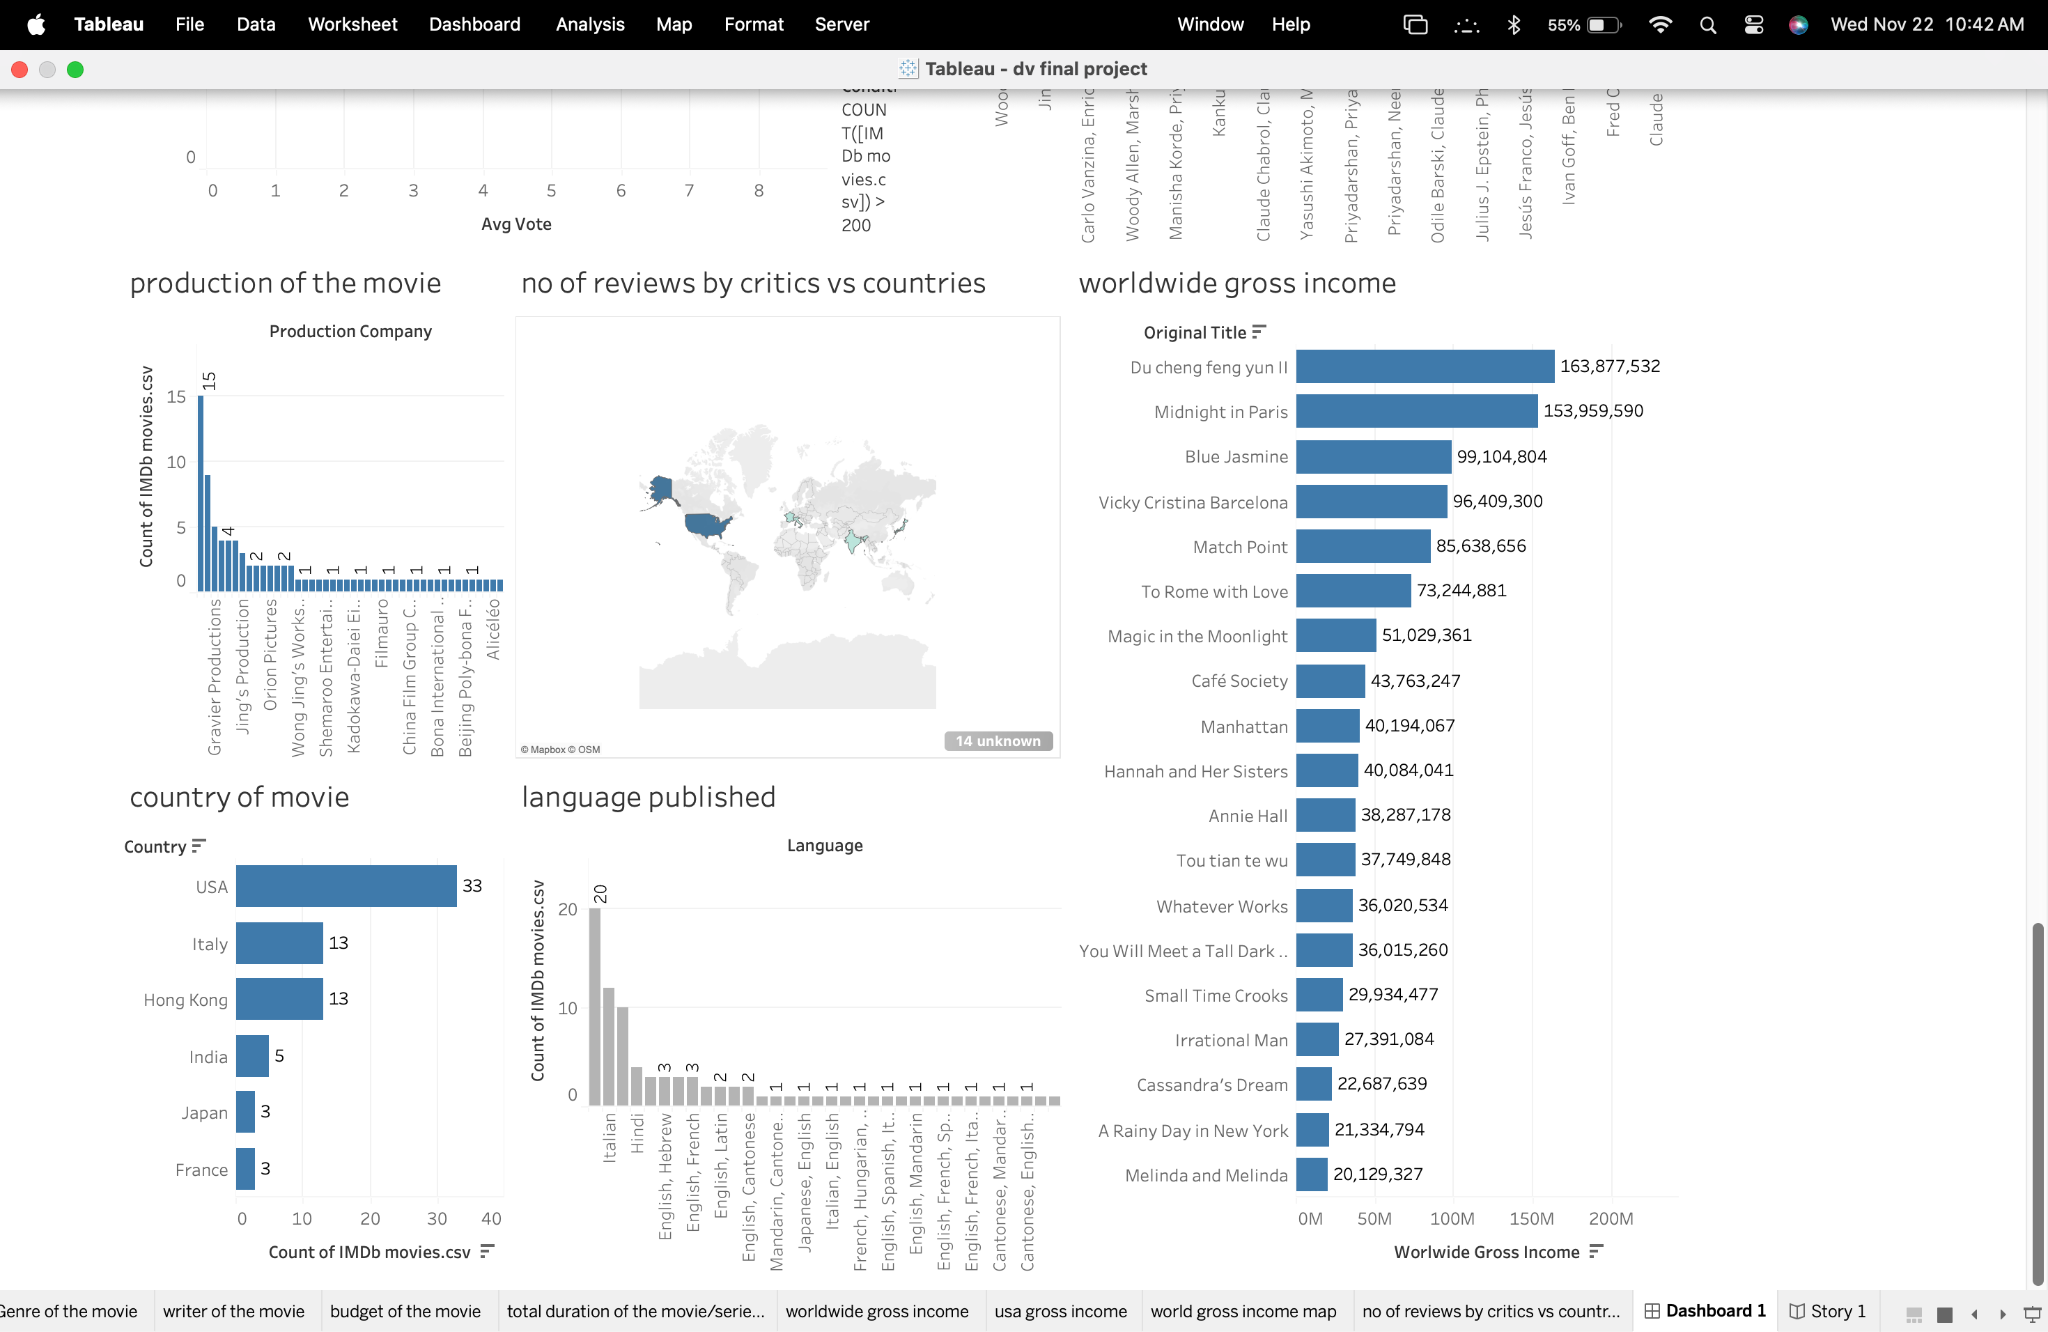 Tableau File Data Worksheet Dashboard Analysis Map Format Server Window Help 55% Wed Nov 22 10:42 AM
Tableau - dv final project
0
0 1 2 3 4 5 6 7 8
Avg Vote
COUN
T([IM
Db mo
vies.c
sv]) >
200
Carlo Vanzina, Enric
Woody Allen, Marsh
Manisha Korde, Priy
Kanku
Claude Chabrol, Cla
Yasushi Akimoto, M
Priyadarshan, Priya
Priyadarshan, Nee
Odile Barski, Claude
Julius J. Epstein, Ph
Jesús Franco, Jesús
Ivan Goff, Ben
Fred C
Claude
production of the movie
Production Company
Count of IMDb movies.csv
15
10
5
0
15
4
2
2
1
1
1
1
1
1
1
Gravier Productions
Jing's Production
Orion Pictures
Wong Jing's Works..
Shemaroo Entertai..
Kadokawa-Daiei Ei..
Filmauro
China Film Group C..
Bona International ..
Beijing Poly-bona F..
Alicéléo
no of reviews by critics vs countries
14 unknown
© Mapbox © OSM
worldwide gross income
Original Title
Du cheng feng yun II 163,877,532
Midnight in Paris 153,959,590
Blue Jasmine 99,104,804
Vicky Cristina Barcelona 96,409,300
Match Point 85,638,656
To Rome with Love 73,244,881
Magic in the Moonlight 51,029,361
Café Society 43,763,247
Manhattan 40,194,067
Hannah and Her Sisters 40,084,041
Annie Hall 38,287,178
Tou tian te wu 37,749,848
Whatever Works 36,020,534
You Will Meet a Tall Dark .. 36,015,260
Small Time Crooks 29,934,477
Irrational Man 27,391,084
Cassandra's Dream 22,687,639
A Rainy Day in New York 21,334,794
Melinda and Melinda 20,129,327
0M 50M 100M 150M 200M
Worlwide Gross Income
country of movie
Country
USA 33
Italy 13
Hong Kong 13
India 5
Japan 3
France 3
0 10 20 30 40
Count of IMDb movies.csv
language published
Language
Count of IMDb movies.csv
20
10
0
20
3
3
2
2
1
1
1
1
1
1
1
1
1
1
Italian
Hindi
English, Hebrew
English, French
English, Latin
English, Cantonese
Mandarin, Cantone..
Japanese, English
Italian, English
French, Hungarian, ..
English, Spanish, It..
English, Mandarin
English, French, Sp..
English, French, Ita..
Cantonese, Mandar..
Cantonese, English..
Genre of the movie writer of the movie budget of the movie total duration of the movie/serie... worldwide gross income usa gross income world gross income map no of reviews by critics vs countr... Dashboard 1 Story 1